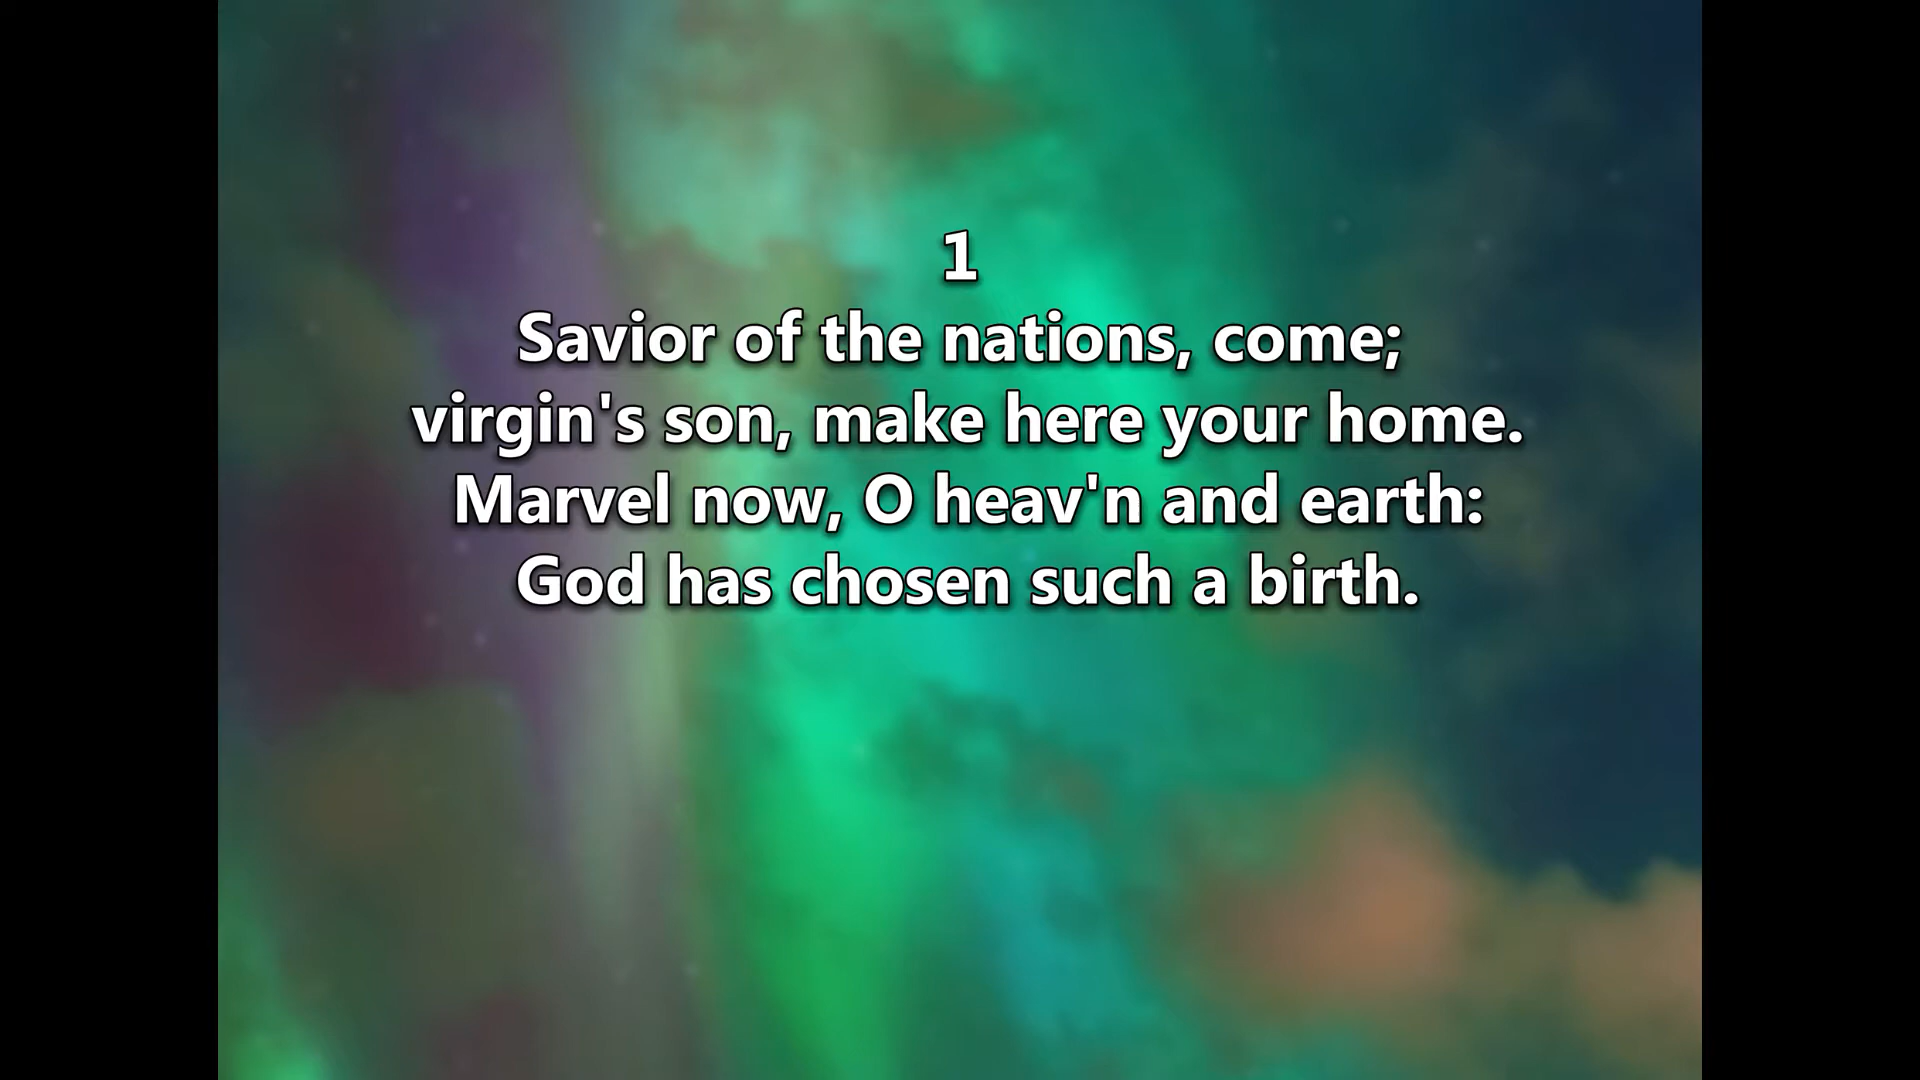 1
Savior of the nations, come;
virgin's son, make here your home.
Marvel now, O heav'n and earth:
God has chosen such a birth.